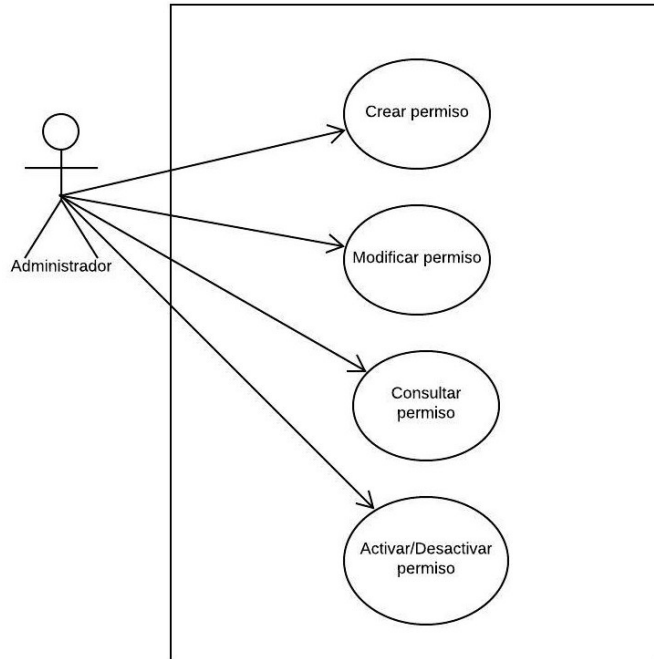 Crear permiso
Administrador
Modificar permiso
Consultar
permiso
Activar/Desactivar
permiso